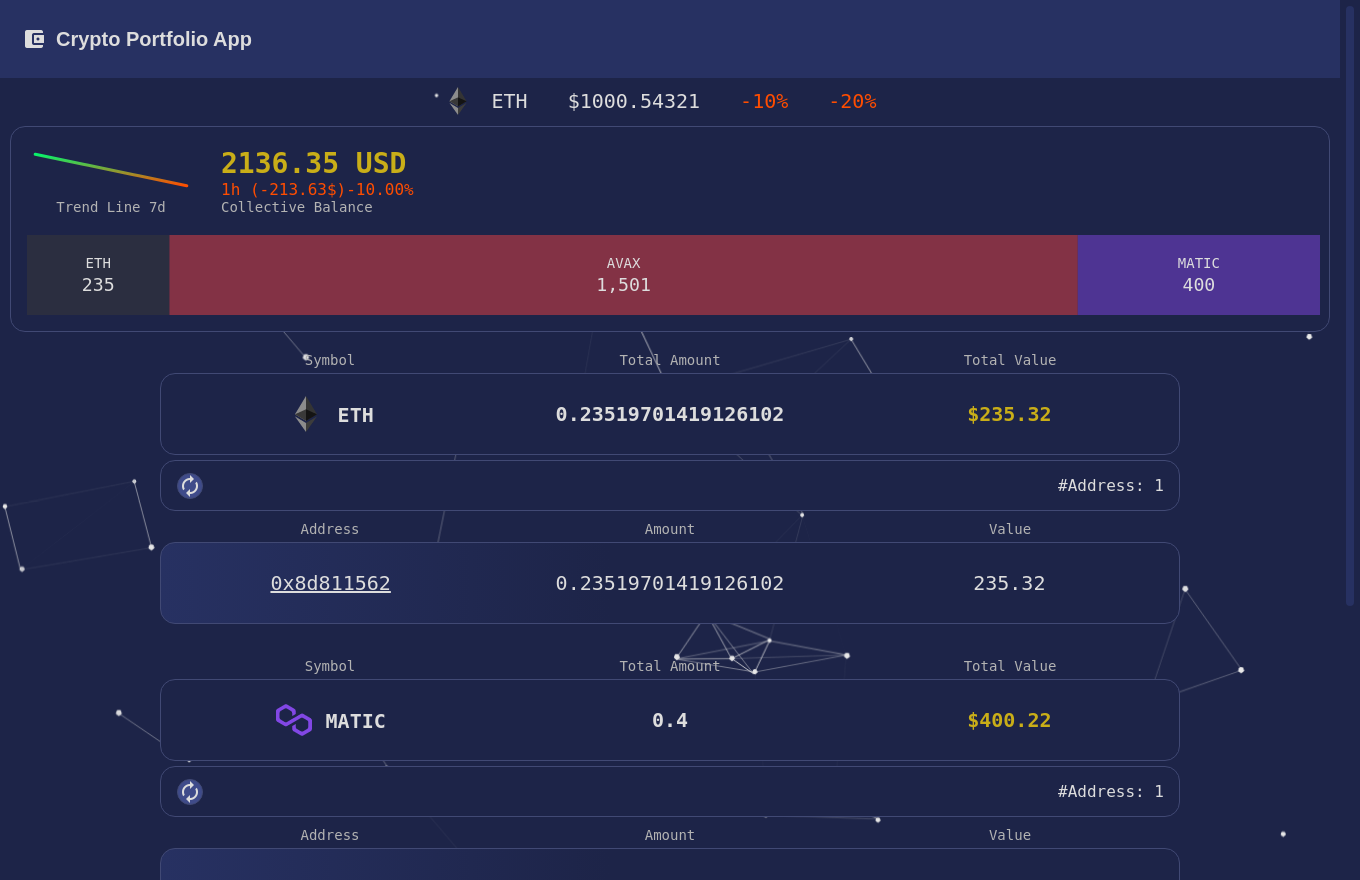 Crypto Portfolio App
ETH $1000.54321 -10% -20%
2136.35 USD
1h (-213.63$)-10.00%
Trend Line 7d Collective Balance
ETH AVAX MATIC
235 1,501 400
Symbol Total Amount Total Value
ETH 0.23519701419126102 $235.32
#Address: 1
Address Amount Value
0x8d811562 0.23519701419126102 235.32
Symbol Total Amount Total Value
MATIC 0.4 $400.22
#Address: 1
Address Amount Value